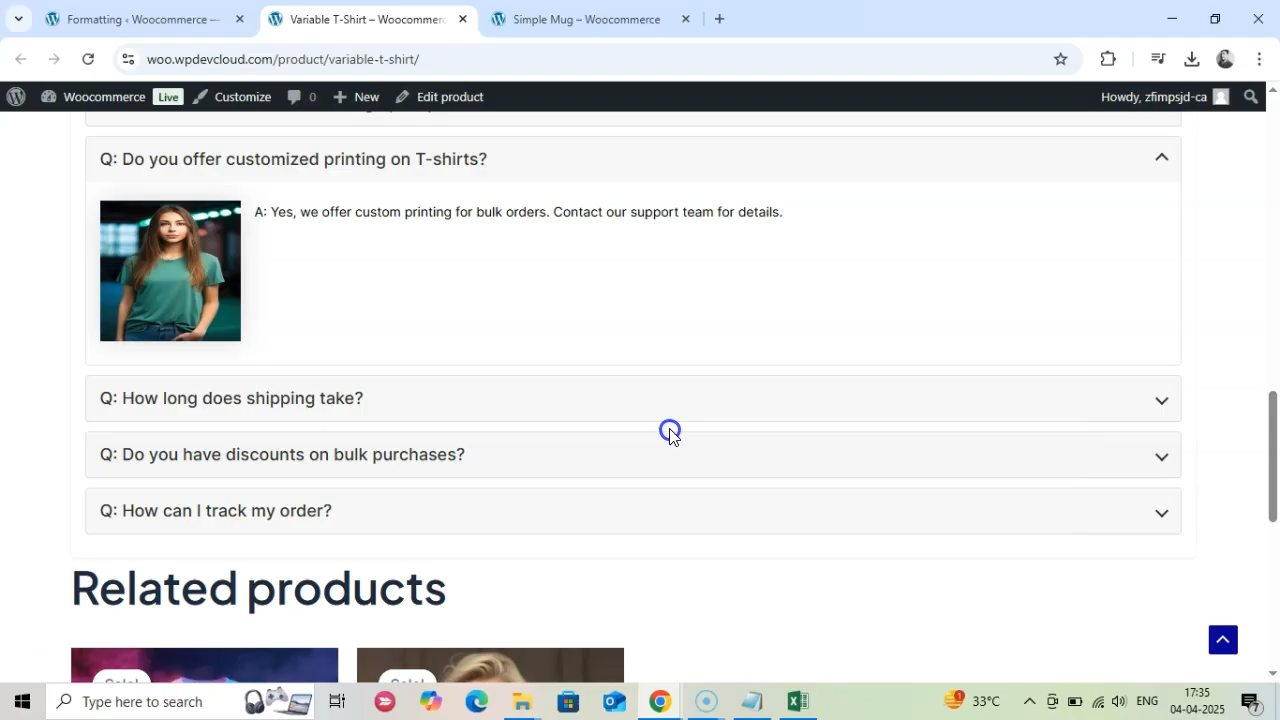 Formatting ‹ Woocommerce —
Variable T-Shirt – Woocommerc
Simple Mug – Woocommerce
woo.wpdevcloud.com/product/variable-t-shirt/
Woocommerce Live Customize 0 New Edit product Howdy, zfimpsjd-ca
Q: Do you offer customized printing on T-shirts?
A: Yes, we offer custom printing for bulk orders. Contact our support team for details.
Q: How long does shipping take?
Q: Do you have discounts on bulk purchases?
Q: How can I track my order?
Related products
Type here to search
1
33°C
ENG
17:35
04-04-2025
7